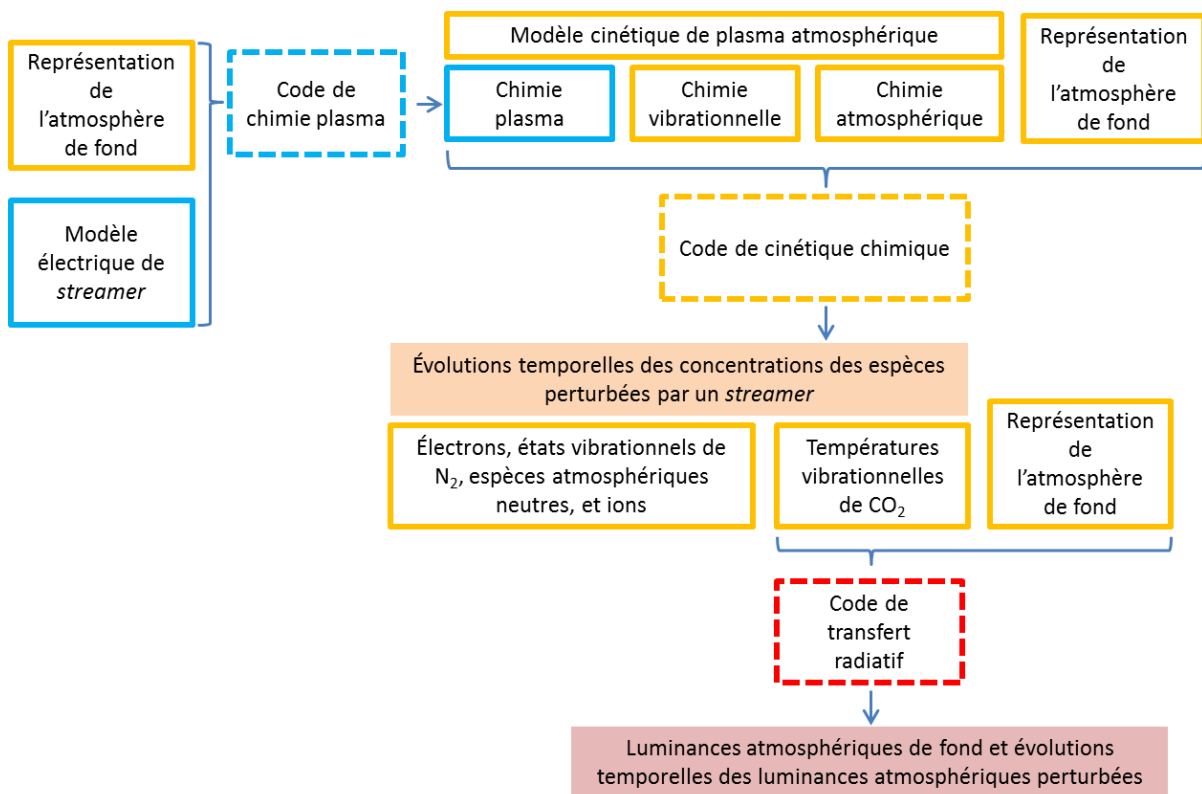 Représentation
de
l’atmosphère
de fond
Modèle
électrique de
streamer
Code de
chimie plasma
Modèle cinétique de plasma atmosphérique
Chimie
plasma
Chimie
vibrationnelle
Chimie
atmosphérique
Représentation
de
l’atmosphère
de fond
Code de cinétique chimique
Évolutions temporelles des concentrations des espèces
perturbées par un streamer
Électrons, états vibrationnels de
N₂, espèces atmosphériques
neutres, et ions
Températures
vibrationnelles
de CO₂
Représentation
de
l’atmosphère
de fond
Code de
transfert
radiatif
Luminances atmosphériques de fond et évolutions
temporelles des luminances atmosphériques perturbées